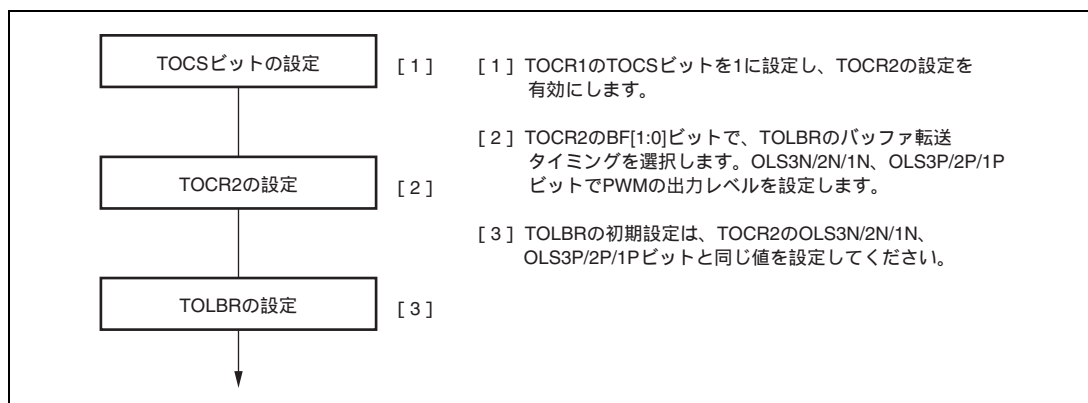 TOCSビットの設定
[ 1 ]
[ 1 ] TOCR1のTOCSビットを1に設定し、TOCR2の設定を
有効にします。
TOCR2の設定
[ 2 ]
[ 2 ] TOCR2のBF[1:0]ビットで、TOLBRのバッファ転送
タイミングを選択します。OLS3N/2N/1N、OLS3P/2P/1P
ビットでPWMの出力レベルを設定します。
[ 3 ] TOLBRの初期設定は、TOCR2のOLS3N/2N/1N、
OLS3P/2P/1Pビットと同じ値を設定してください。
TOLBRの設定
[ 3 ]